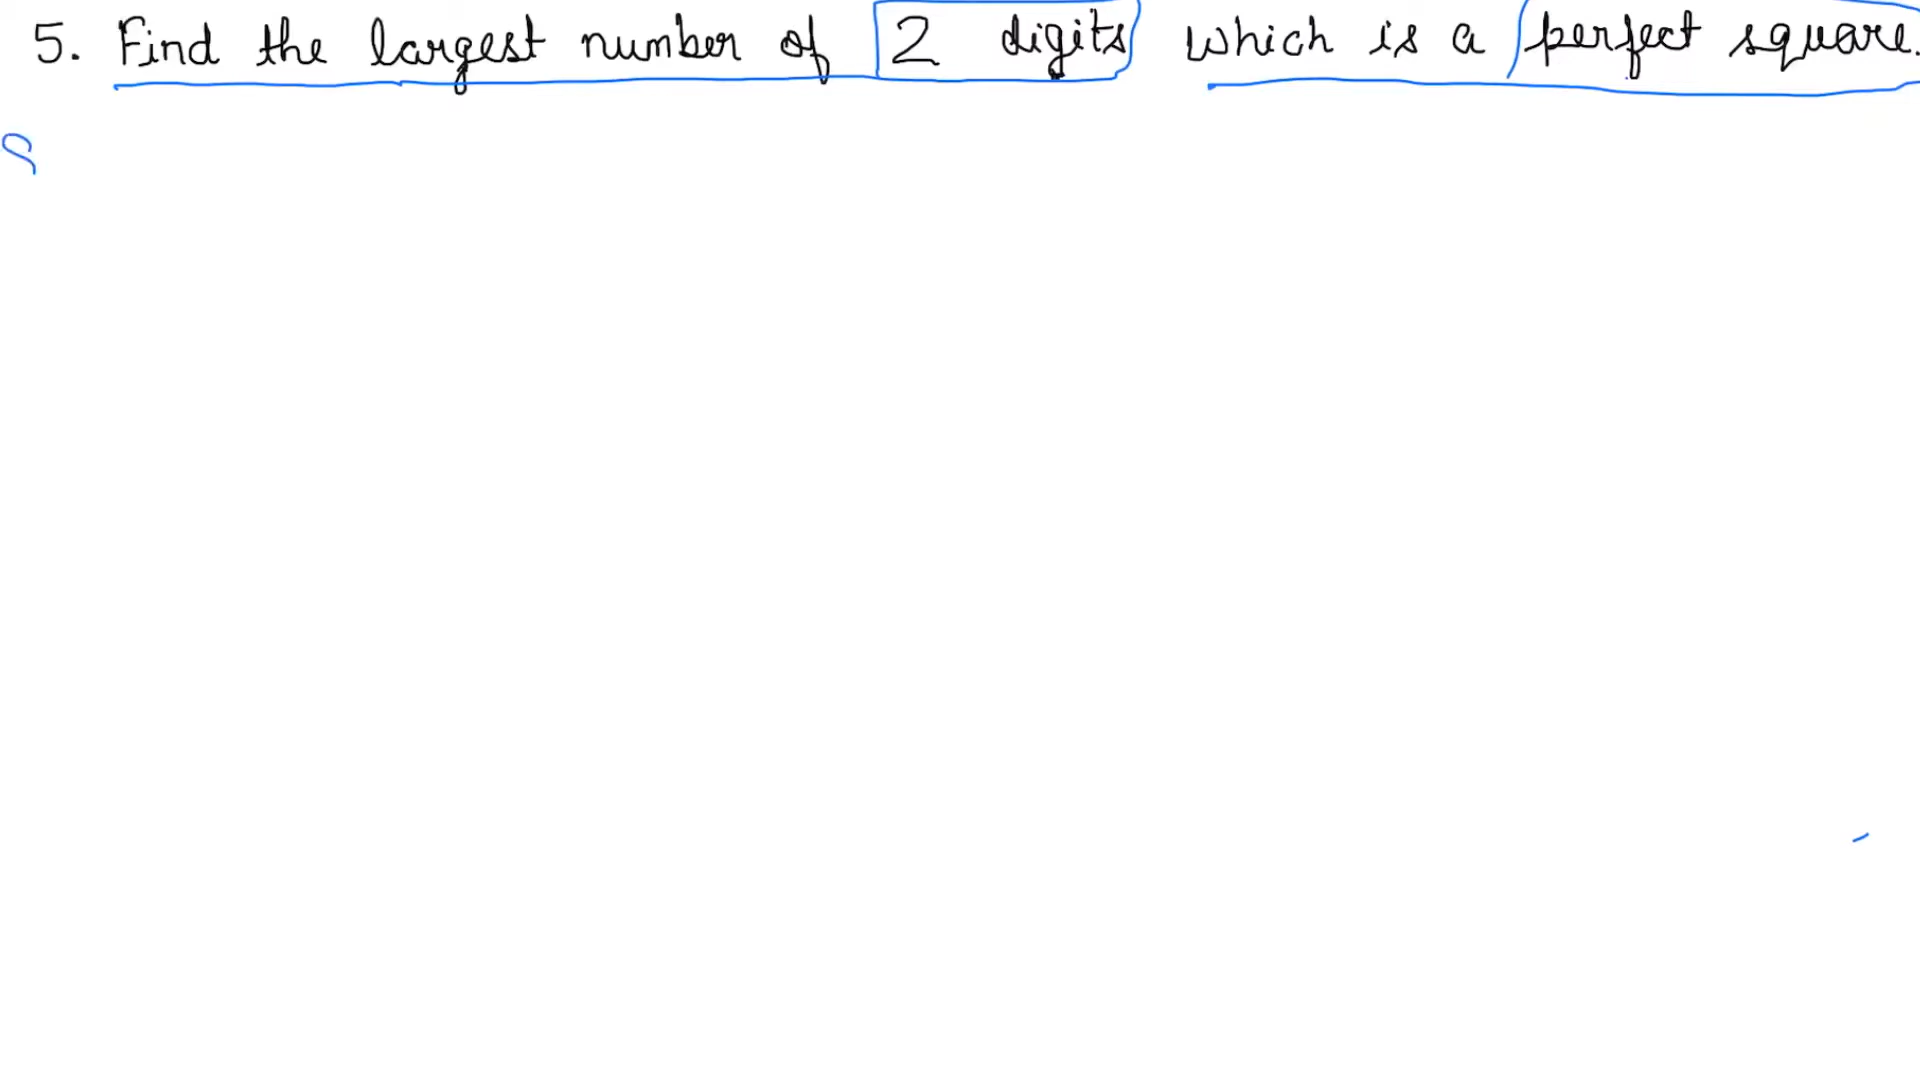 5. Find the largest number of 2 digits which is a perfect square.